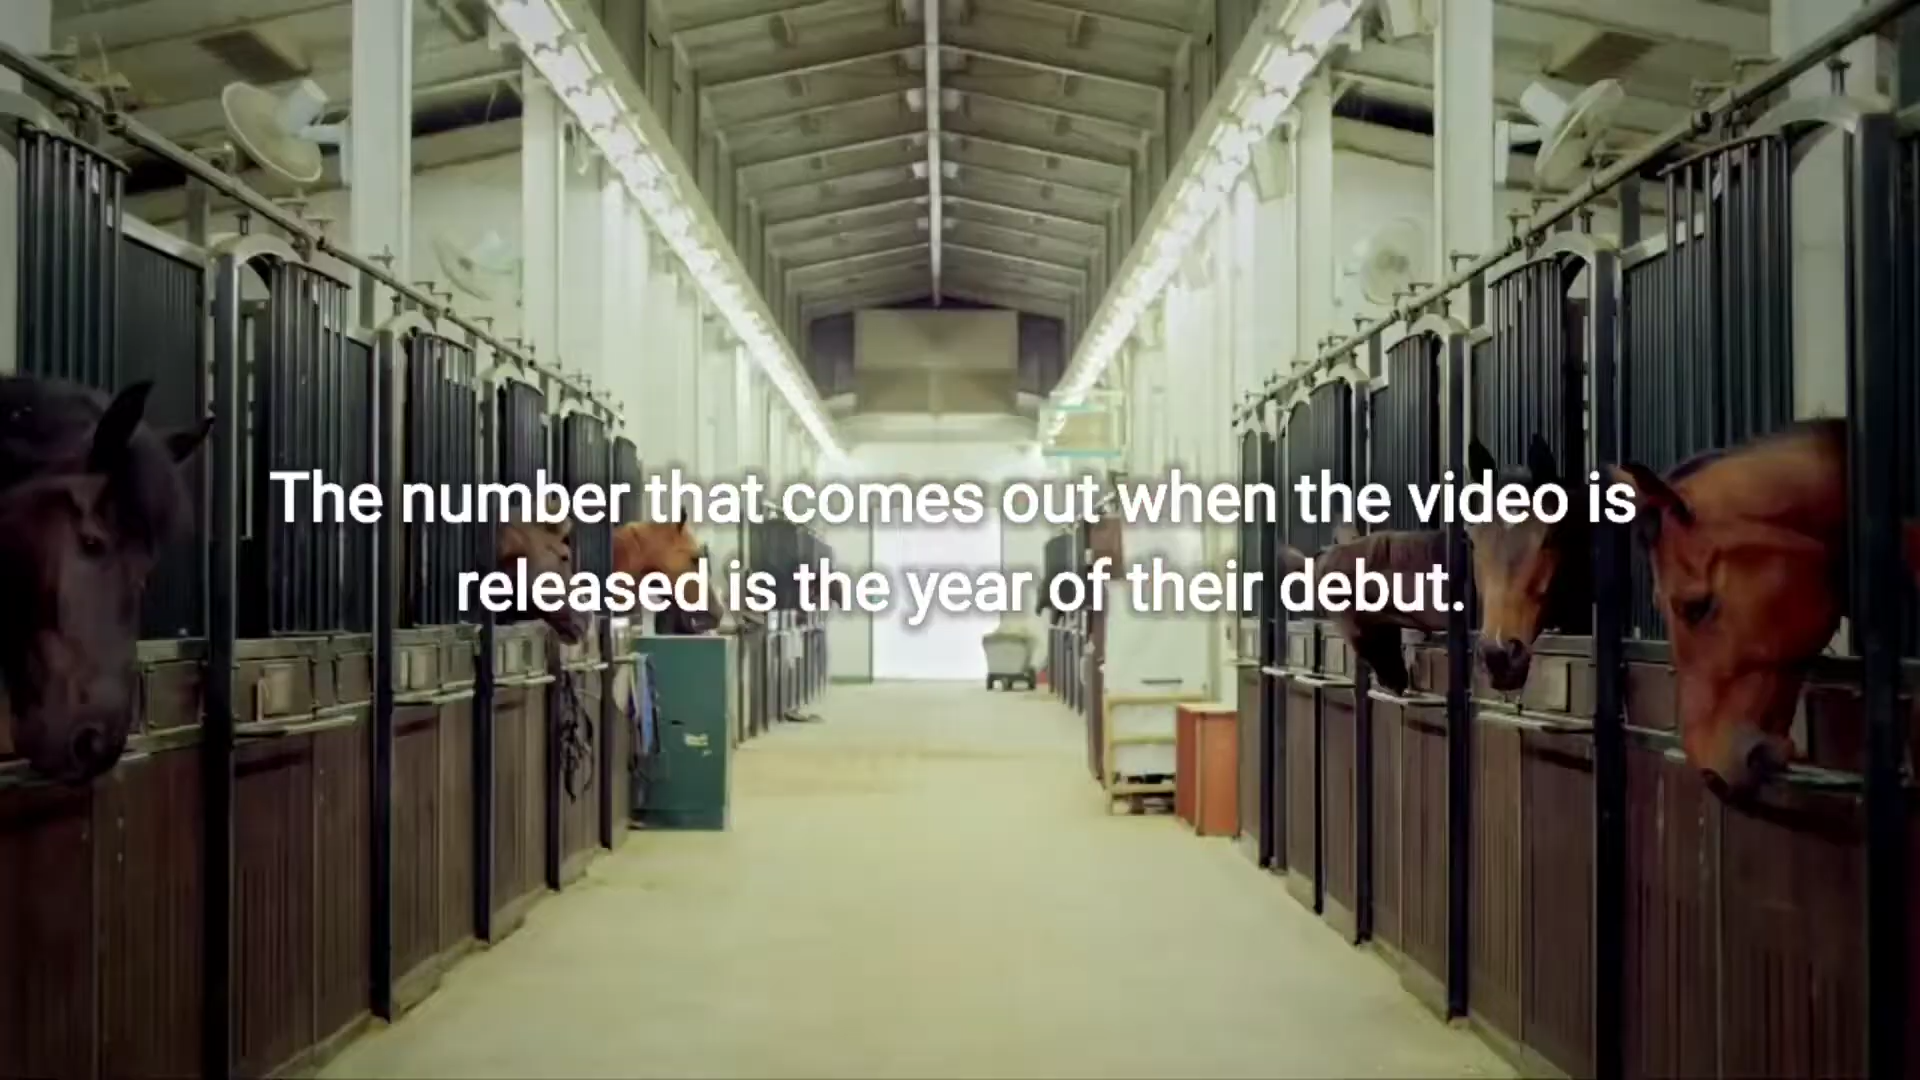 The number that comes out when the video is
released is the year of their debut.